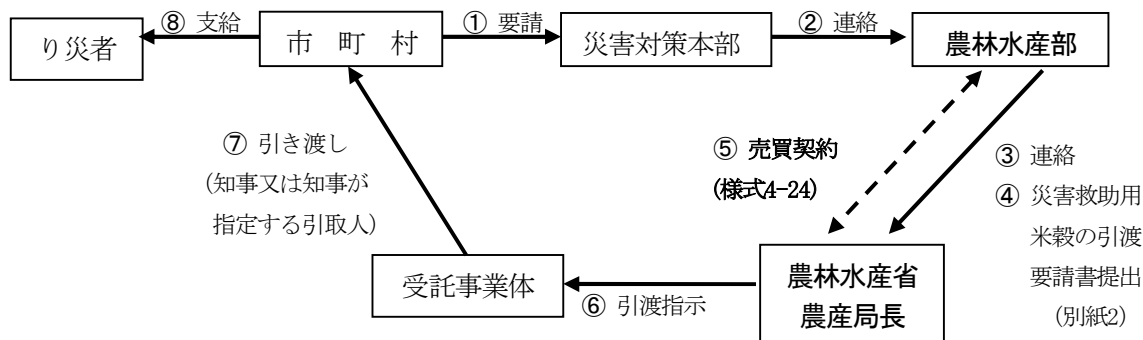 ⑧ 支給
① 要請
② 連絡
り災者
市 町 村
災害対策本部
農林水産部
⑦ 引き渡し
(知事又は知事が
指定する引取人)
⑤ 売買契約
(様式4-24)
③ 連絡
④ 災害救助用
米穀の引渡
要請書提出
(別紙2)
受託事業体
⑥ 引渡指示
農林水産省
農産局長